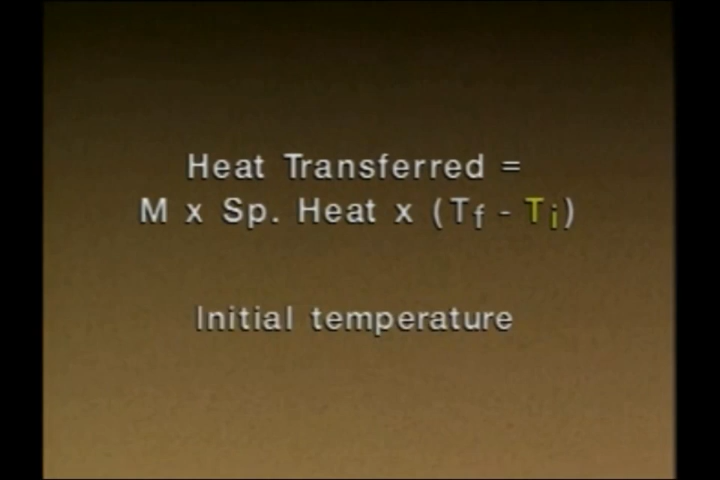 Heat Transferred =
M x Sp. Heat x (Tf - Ti)
Initial temperature